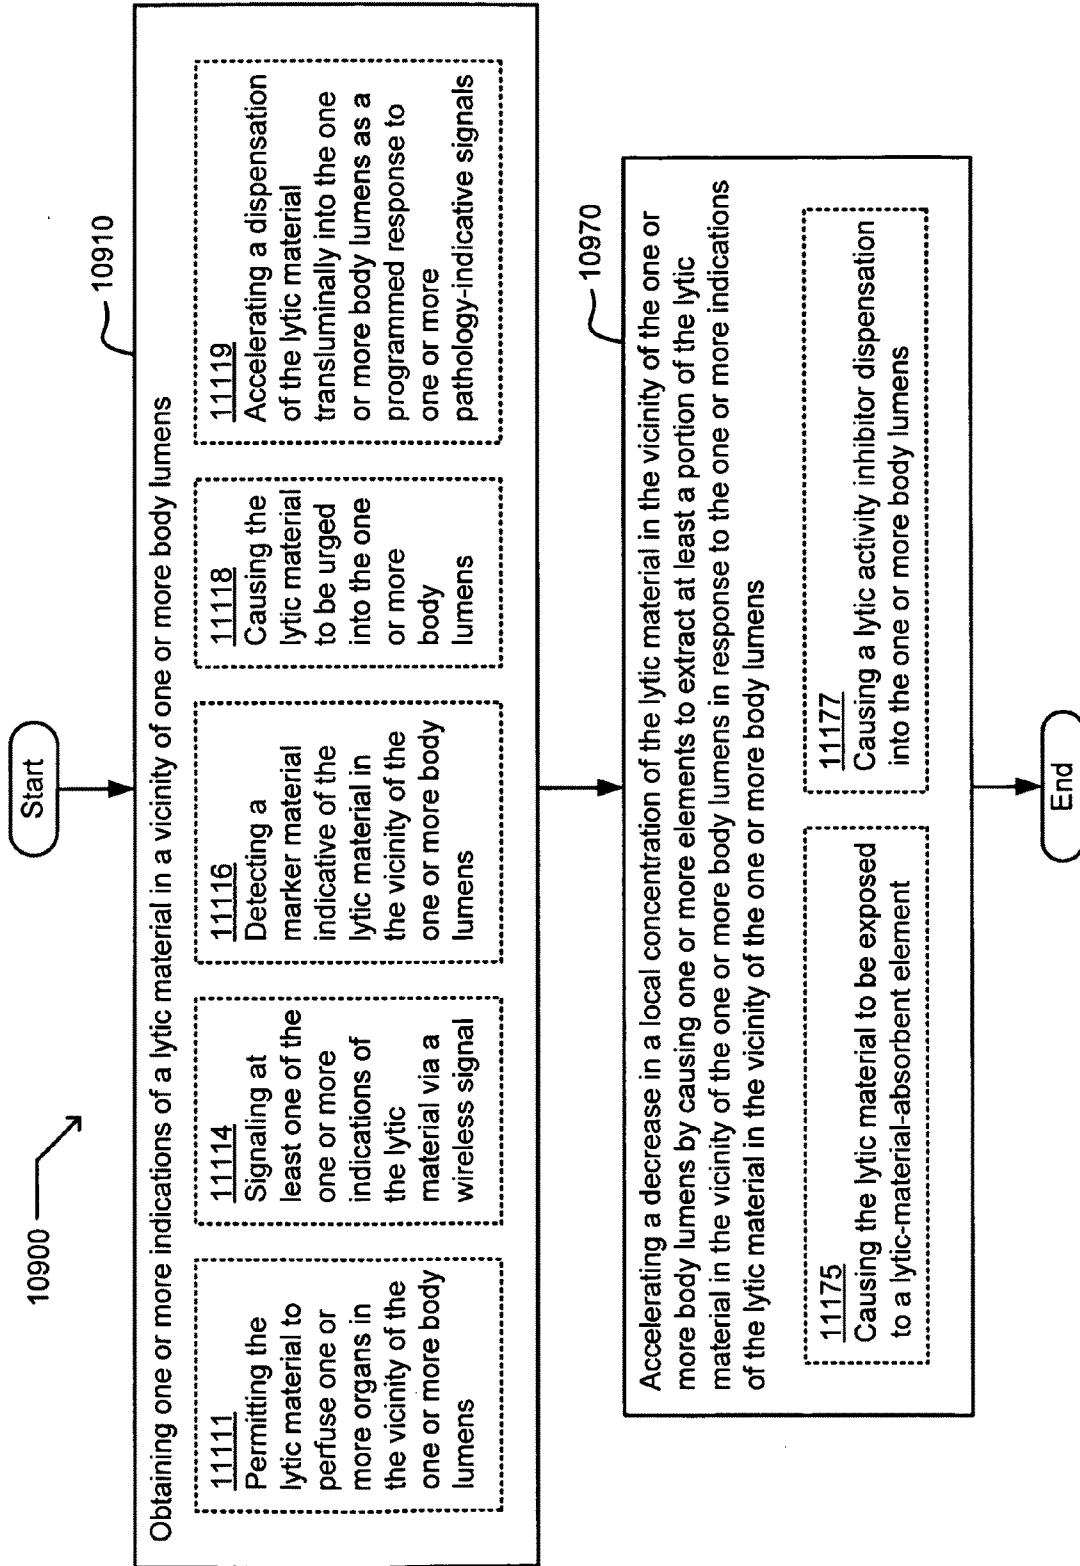 10900
Start
10910
Obtaining one or more indications of a lytic material in a vicinity of one or more body lumens
11111
Permitting the
lytic material to
perfuse one or
more organs in
the vicinity of the
one or more body
lumens
11114
Signaling at
least one of the
one or more
indications of
the lytic
material via a
wireless signal
11116
Detecting a
marker material
indicative of the
lytic material in
the vicinity of the
one or more body
lumens
11118
Causing the
lytic material
to be urged
into the one
or more
body
lumens
11119
Accelerating a dispensation
of the lytic material
transluminally into the one
or more body lumens as a
programmed response to
one or more
pathology-indicative signals
10970
Accelerating a decrease in a local concentration of the lytic material in the vicinity of the one or
more body lumens by causing one or more elements to extract at least a portion of the lytic
material in the vicinity of the one or more body lumens in response to the one or more indications
of the lytic material in the vicinity of the one or more body lumens
11175
Causing the lytic material to be exposed
to a lytic-material-absorbent element
11177
Causing a lytic activity inhibitor dispensation
into the one or more body lumens
End